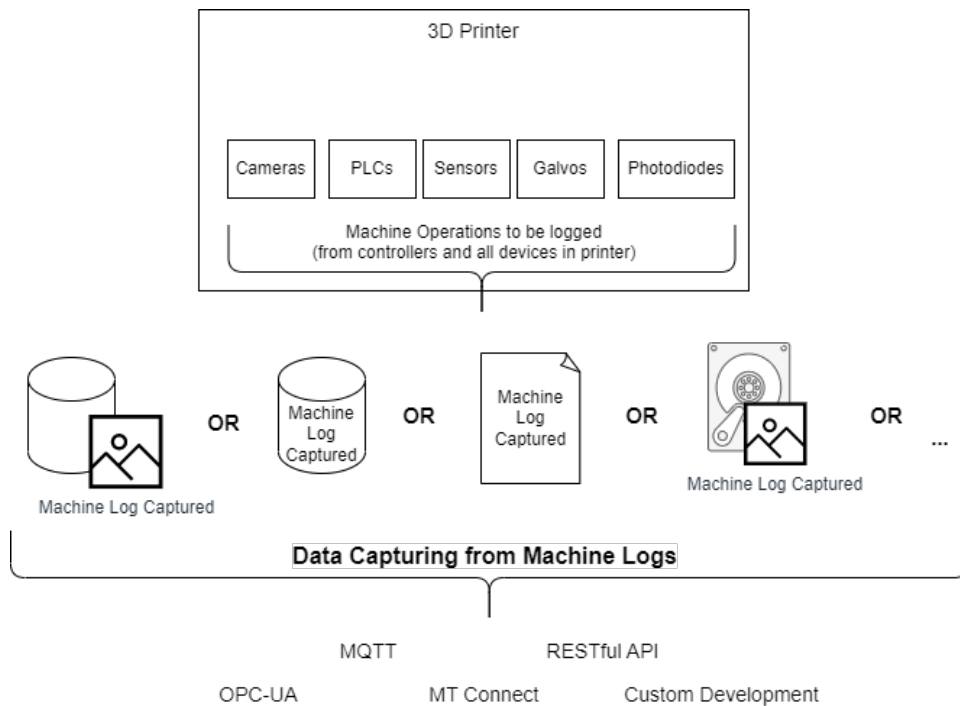 3D Printer
Cameras
PLCs
Sensors
Galvos
Photodiodes
Machine Operations to be logged
(from controllers and all devices in printer)
Machine Log Captured
OR
Machine
Log
Captured
OR
Machine
Log
Captured
OR
Machine Log Captured
OR
...
Data Capturing from Machine Logs
MQTT
RESTful API
OPC-UA
MT Connect
Custom Development